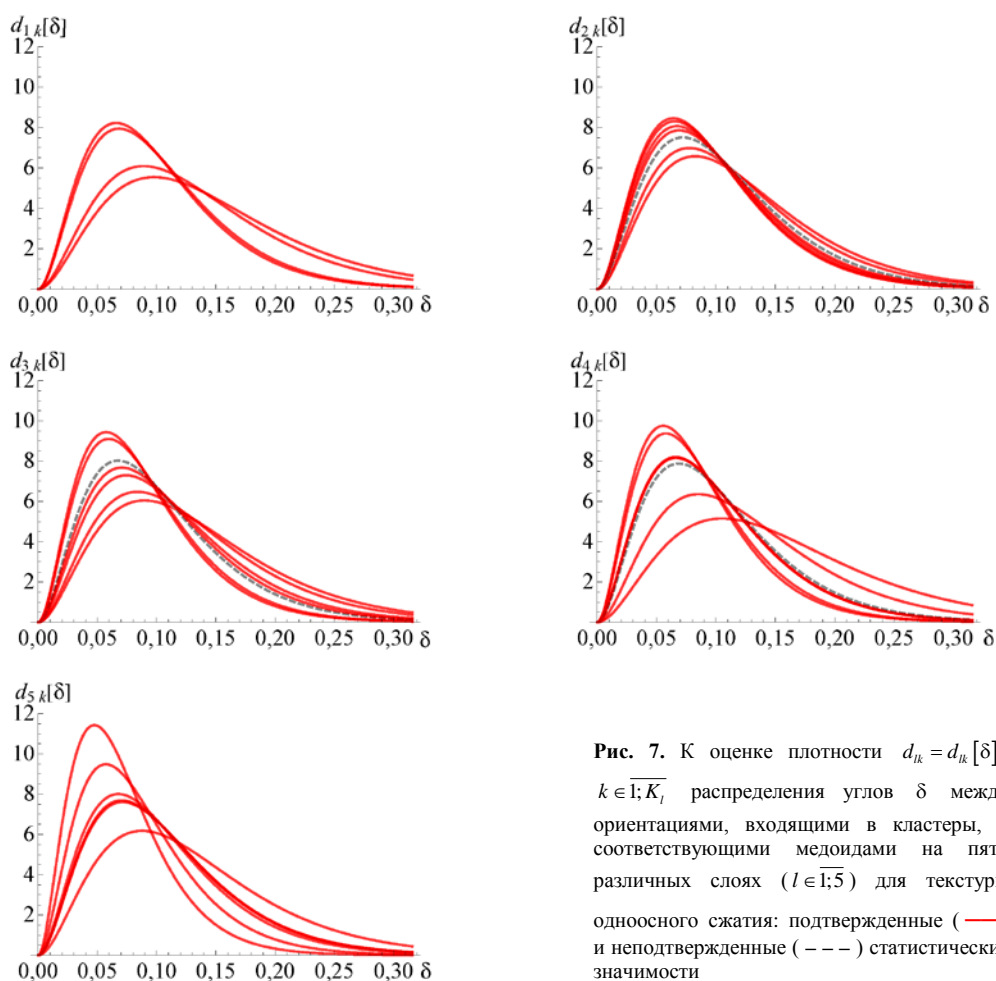 d₁ₖ[δ]
12
10
8
6
4
2
0,00 0,05 0,10 0,15 0,20 0,25 0,30 δ
d₂ₖ[δ]
12
10
8
6
4
2
0,00 0,05 0,10 0,15 0,20 0,25 0,30 δ
d₃ₖ[δ]
12
10
8
6
4
2
0,00 0,05 0,10 0,15 0,20 0,25 0,30 δ
d₄ₖ[δ]
12
10
8
6
4
2
0,00 0,05 0,10 0,15 0,20 0,25 0,30 δ
d₅ₖ[δ]
12
10
8
6
4
2
0,00 0,05 0,10 0,15 0,20 0,25 0,30 δ
Рис. 7. К оценке плотности dₗₖ = dₗₖ[δ]
k ∈ 1;Kₗ распределения углов δ межд
ориентациями, входящими в кластеры,
соответствующими медоидами на пят
различных слоях (l ∈ 1;5) для текстур
одноосного сжатия: подтвержденные (——
и неподтвержденные (– – –) статистически
значимости